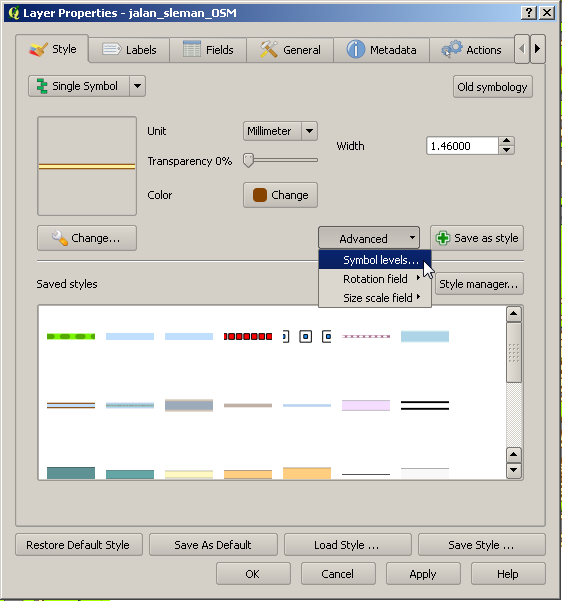 Layer Properties - jalan_sleman_OSM
Style Labels Fields General Metadata Actions
Single Symbol Old symbology
Unit Millimeter Width 1.46000
Transparency 0%
Color Change
Change... Advanced Save as style
Symbol levels...
Rotation field
Size scale field
Saved styles Style manager...
Restore Default Style Save As Default Load Style ... Save Style ...
OK Cancel Apply Help